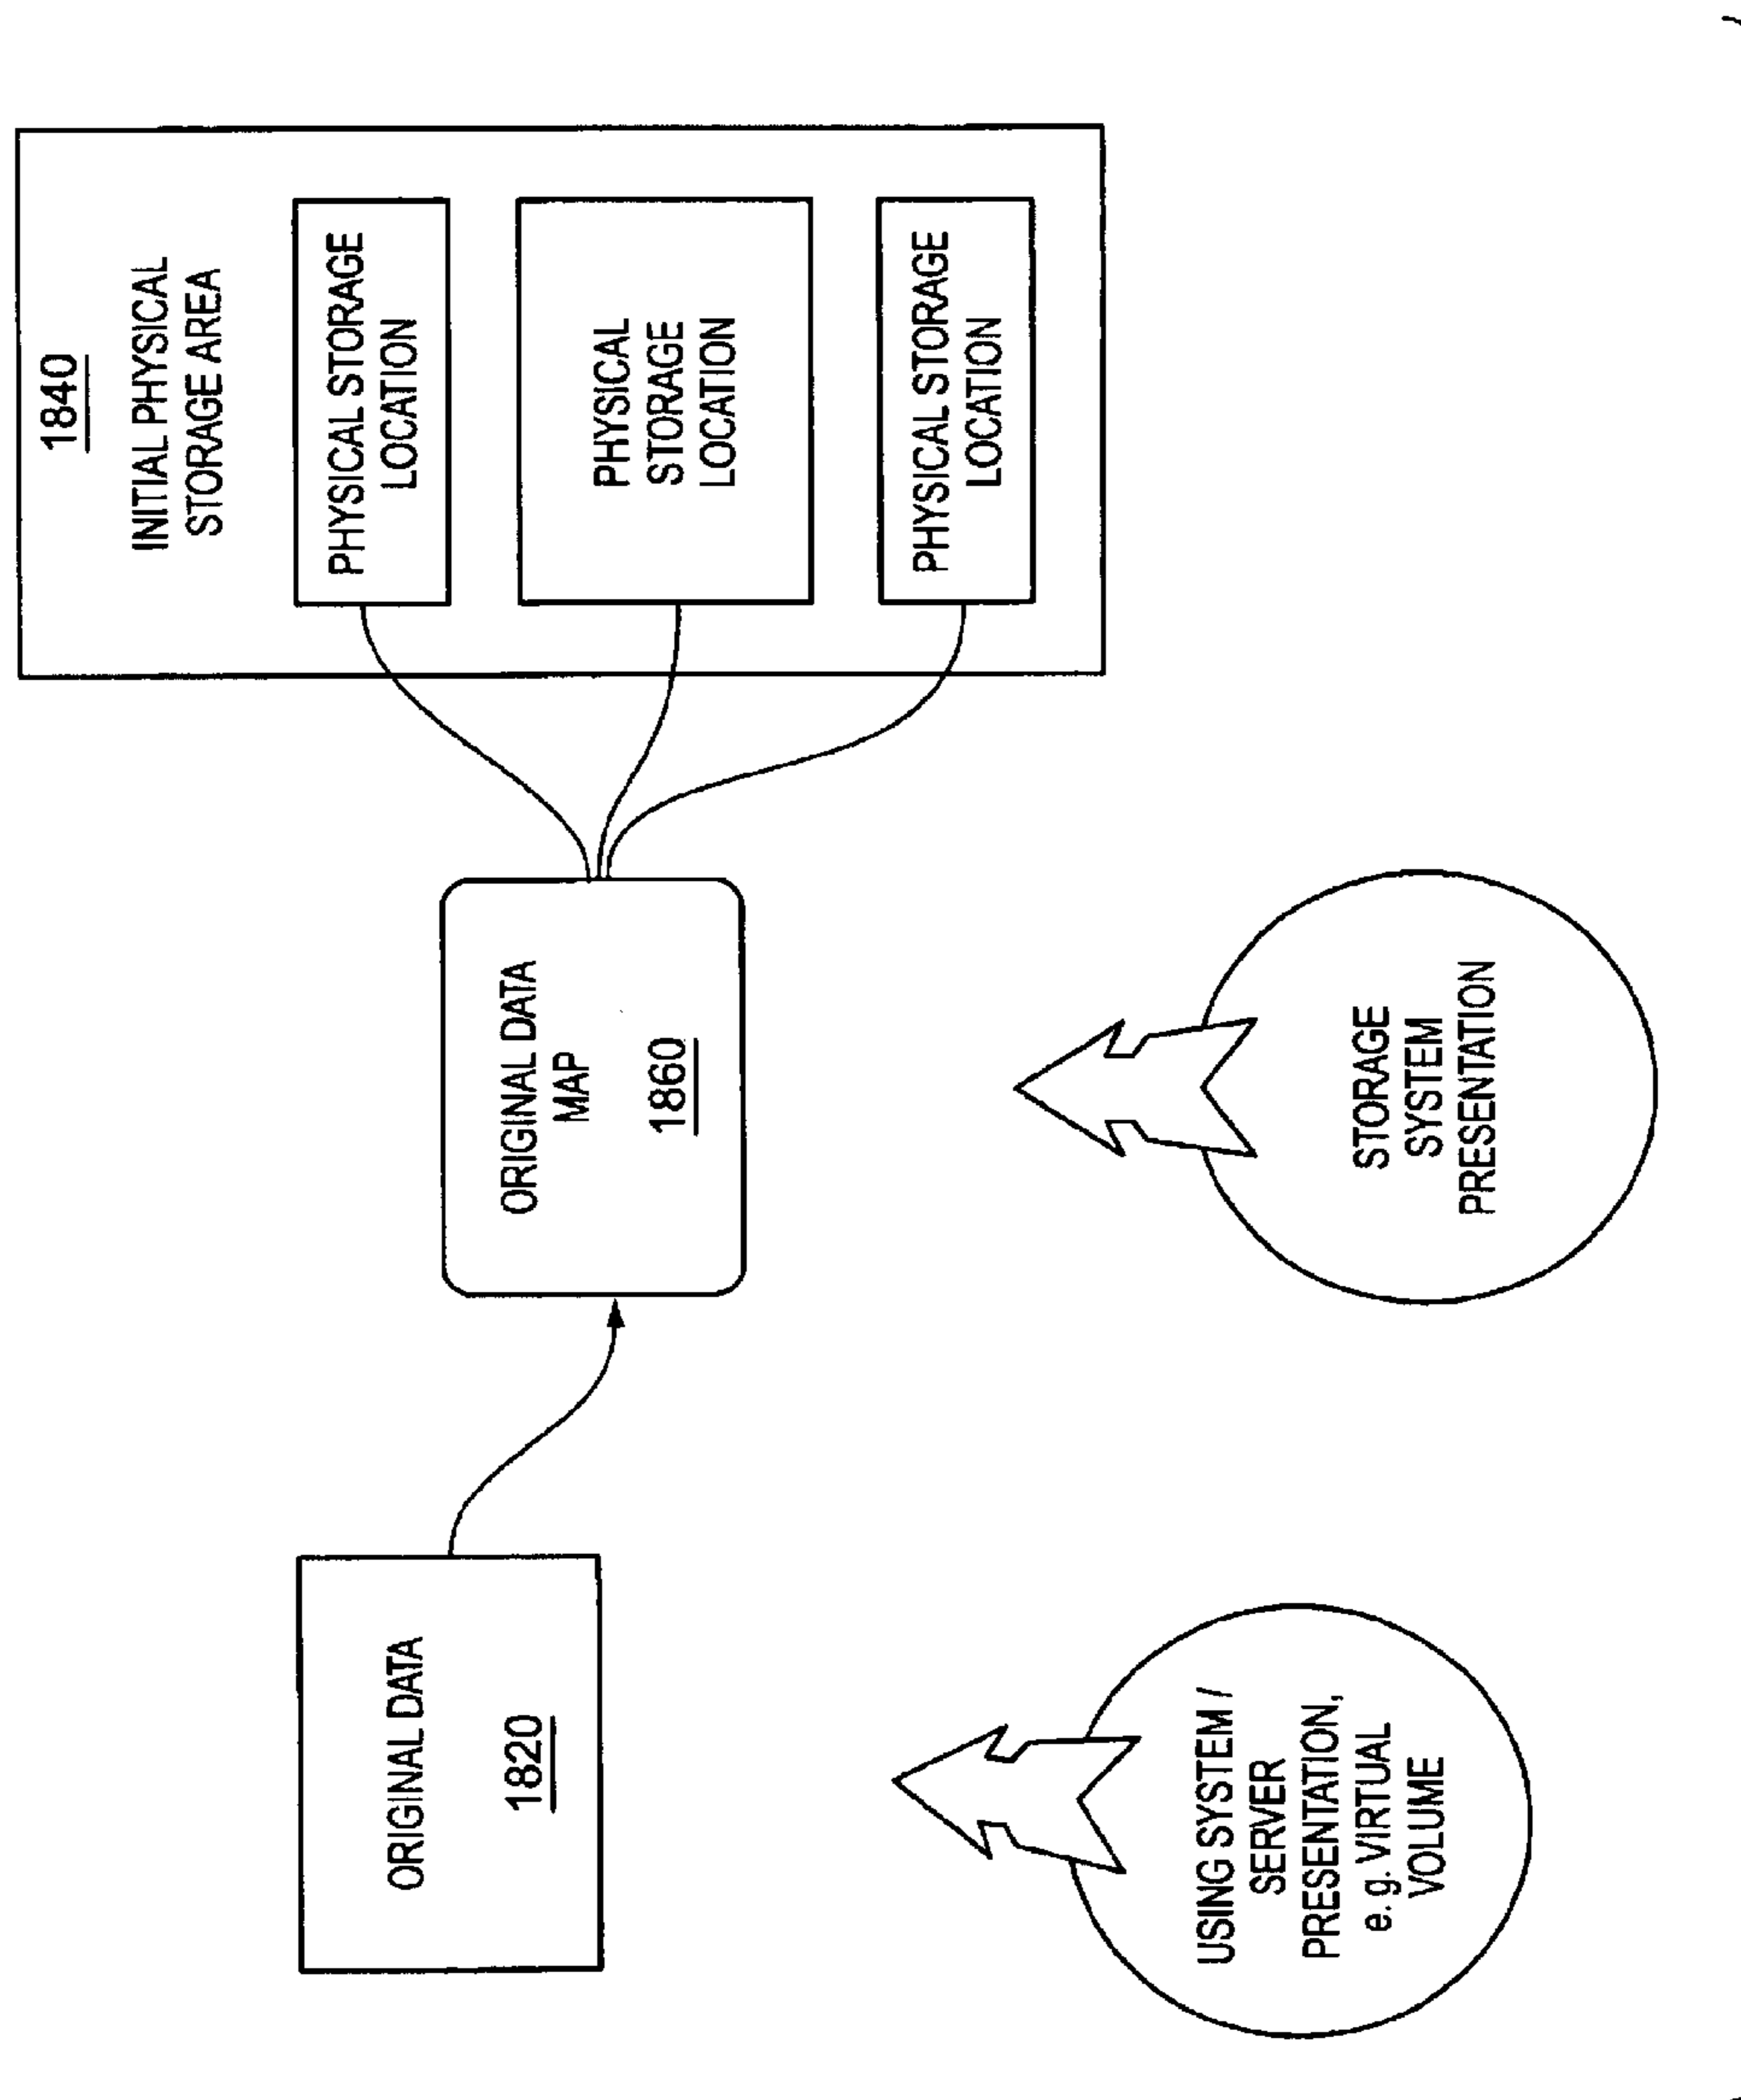 1840
INITIAL PHYSICAL
STORAGE AREA
PHYSICAL STORAGE
LOCATION
PHYSICAL
STORAGE
LOCATION
PHYSICAL STORAGE
LOCATION
ORIGINAL DATA
MAP
1860
ORIGINAL DATA
1820
STORAGE
SYSTEM
PRESENTATION
USING SYSTEM /
SERVER
PRESENTATION,
e. g. VIRTUAL
VOLUME